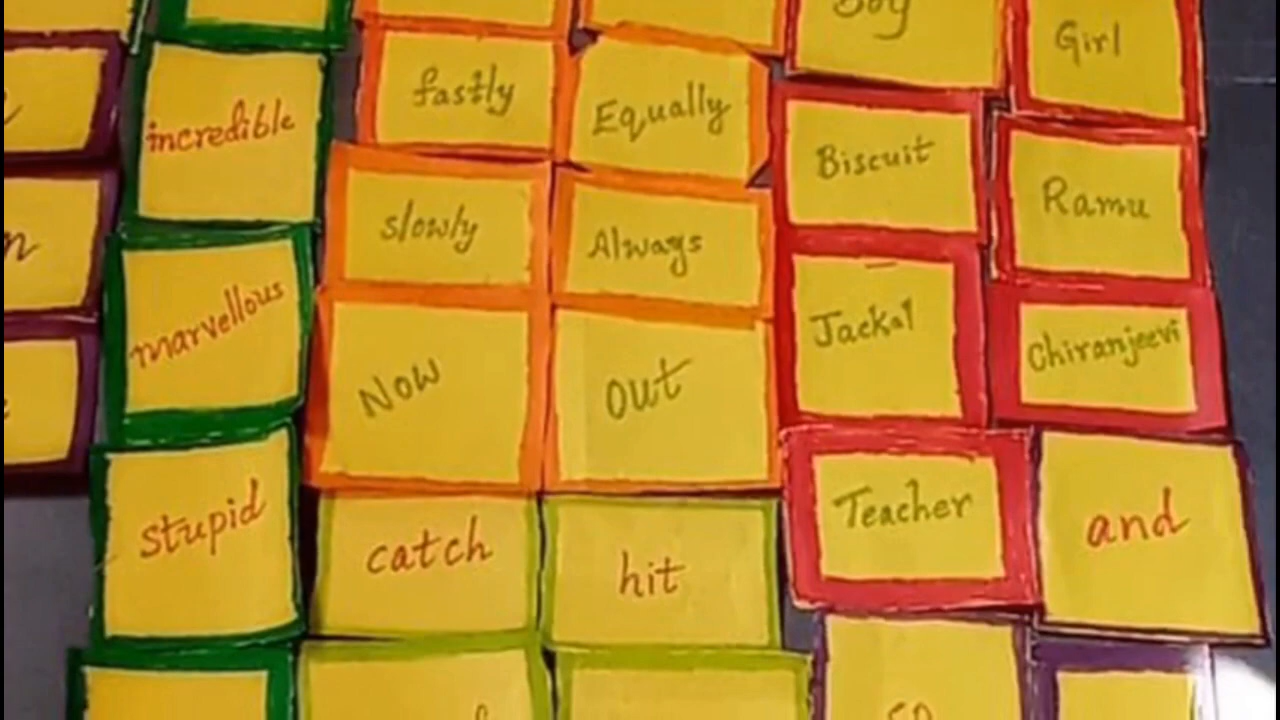 Boy
Girl
fastly
Equally
incredible
Biscuit
Ramu
slowly
Always
marvellous
Jackal
Chiranjeevi
Now
out
stupid
catch
hit
Teacher
and
so